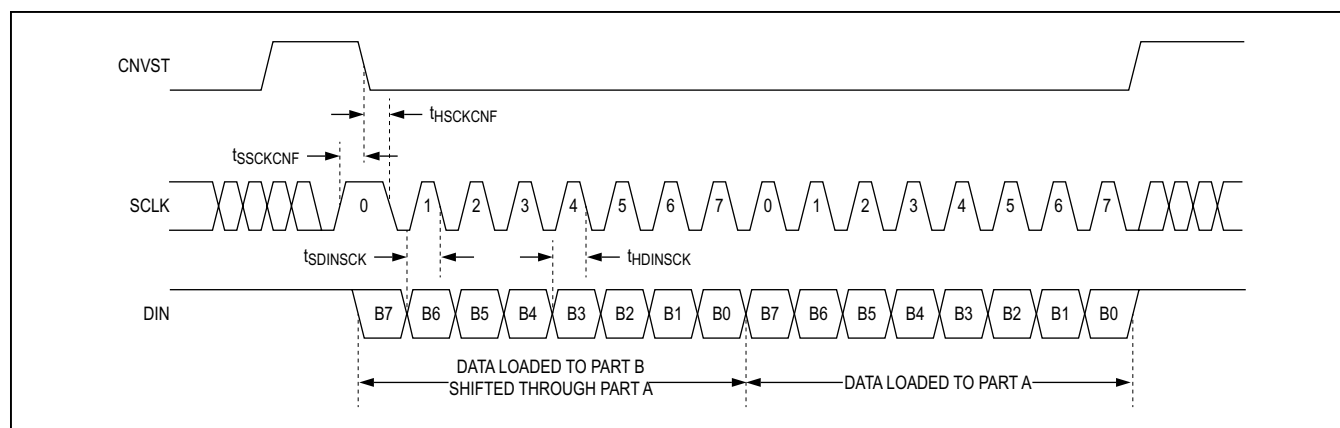 CNVST
tHSCKCNF
tSSCKCNF
SCLK
0 1 2 3 4 5 6 7 0 1 2 3 4 5 6 7
tSDINSCK
tHDINSCK
DIN
B7 B6 B5 B4 B3 B2 B1 B0 B7 B6 B5 B4 B3 B2 B1 B0
DATA LOADED TO PART B
SHIFTED THROUGH PART A
DATA LOADED TO PART A